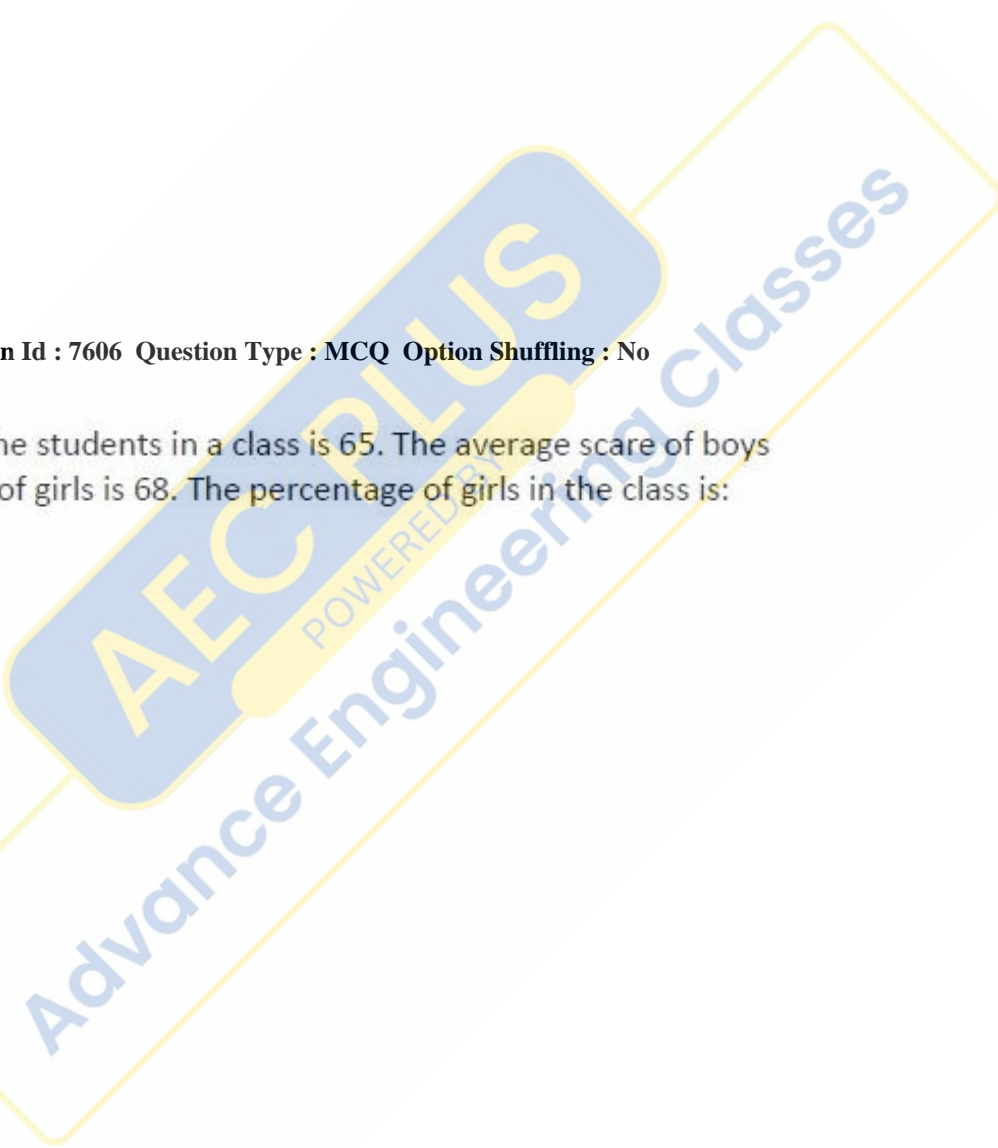 n Id : 7606 Question Type : MCQ Option Shuffling : No
he students in a class is 65. The average scare of boys
of girls is 68. The percentage of girls in the class is:
AEC PLUS
POWERED BY
Advance Engineering Classes